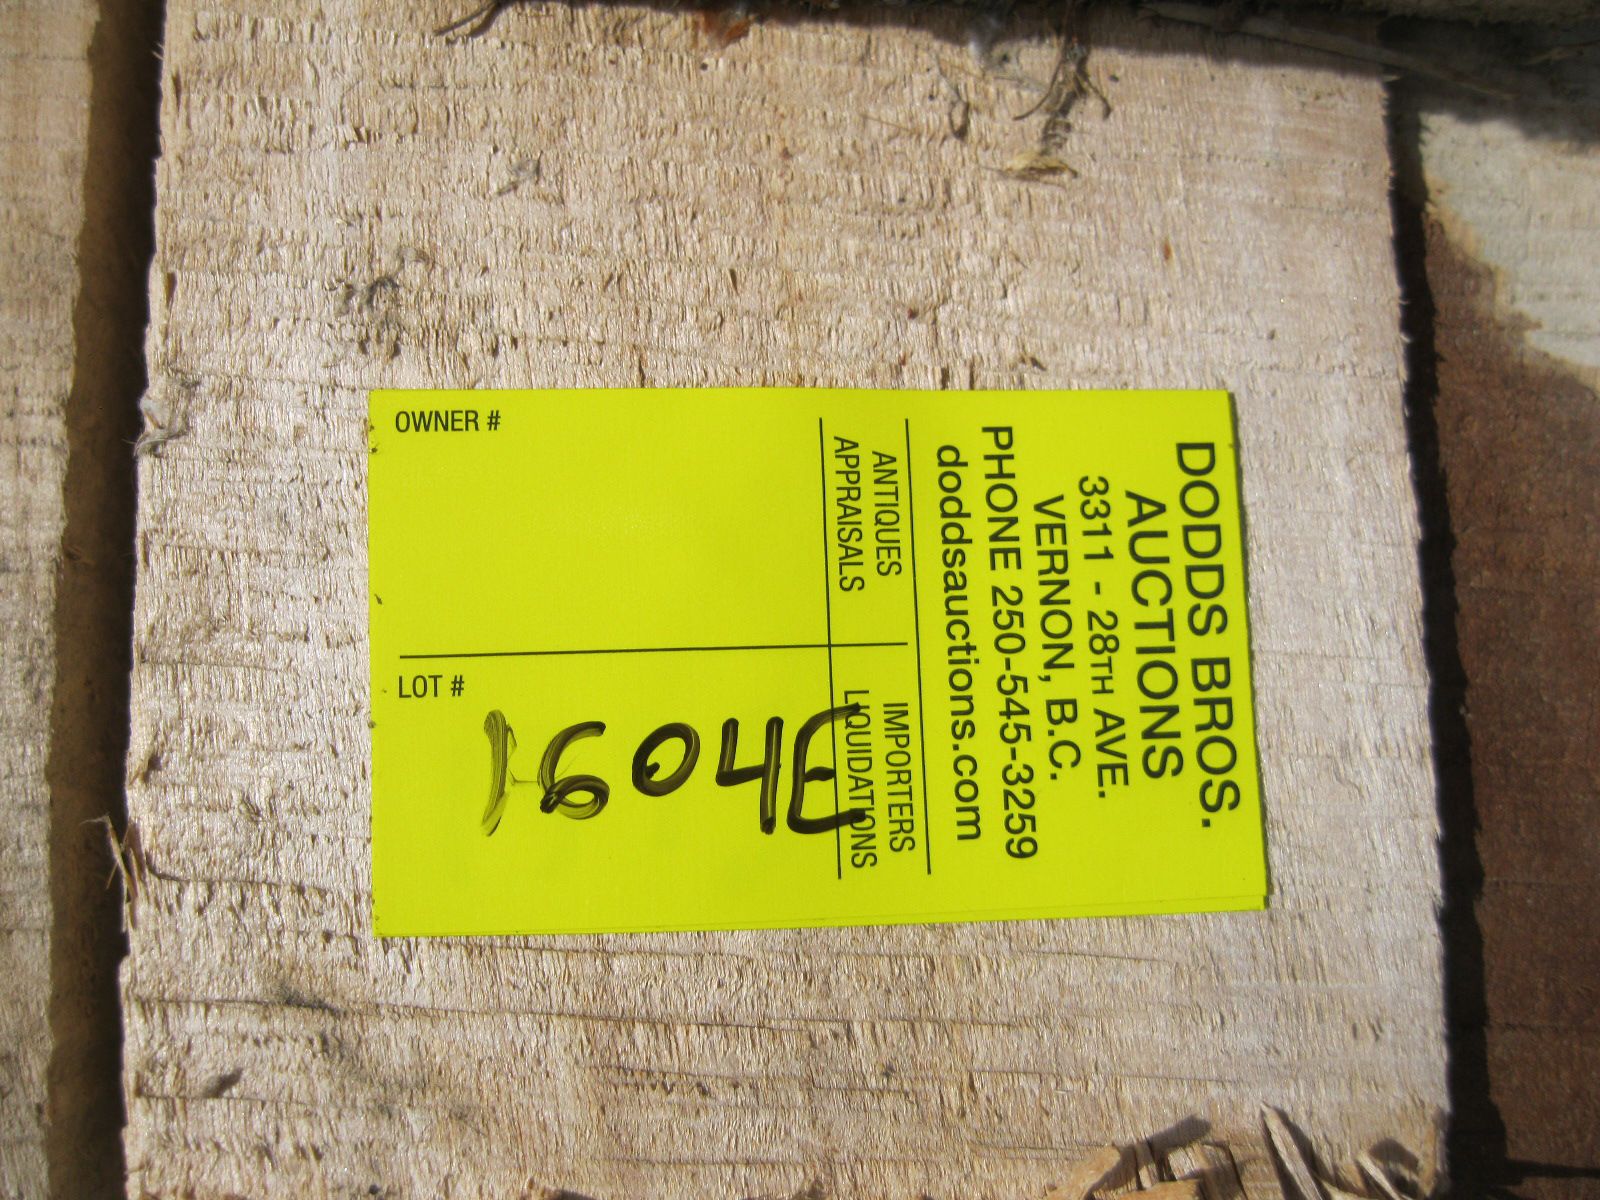 DODDS BROS.
AUCTIONS
3311 - 28TH AVE.
VERNON, B.C.
PHONE 250-545-3259
doddsauctions.com
ANTIQUES
APPRAISALS
IMPORTERS
LIQUIDATIONS
OWNER #
LOT #
1604E